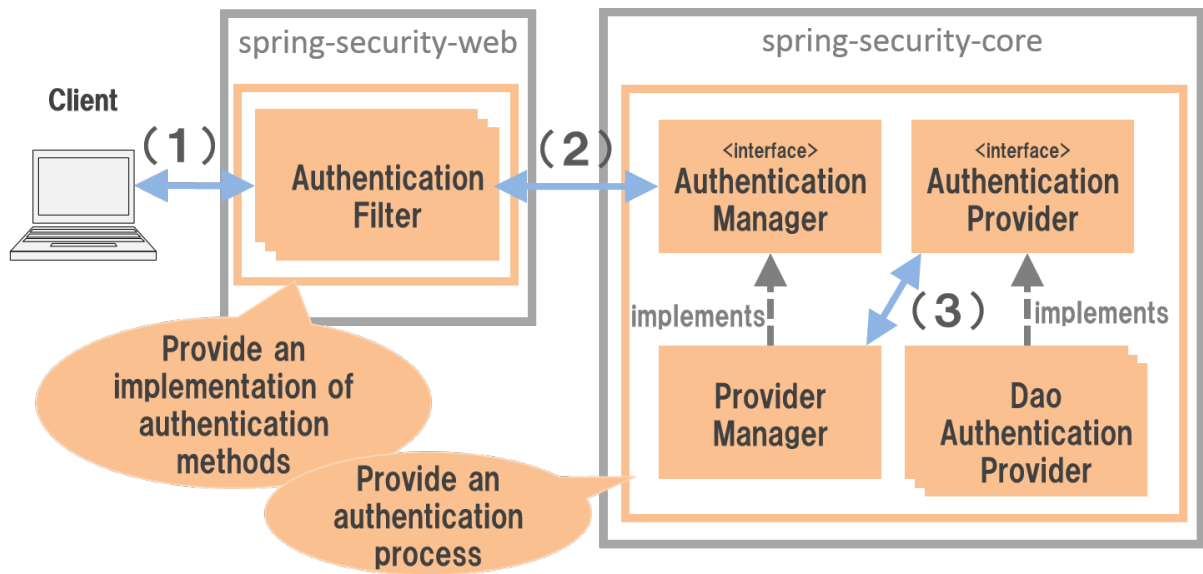 spring-security-web
spring-security-core
Client
(1)
(2)
Authentication
Filter
<interface>
Authentication
Manager
<interface>
Authentication
Provider
implements
(3)
implements
Provide an
implementation of
authentication
methods
Provider
Manager
Dao
Authentication
Provider
Provide an
authentication
process